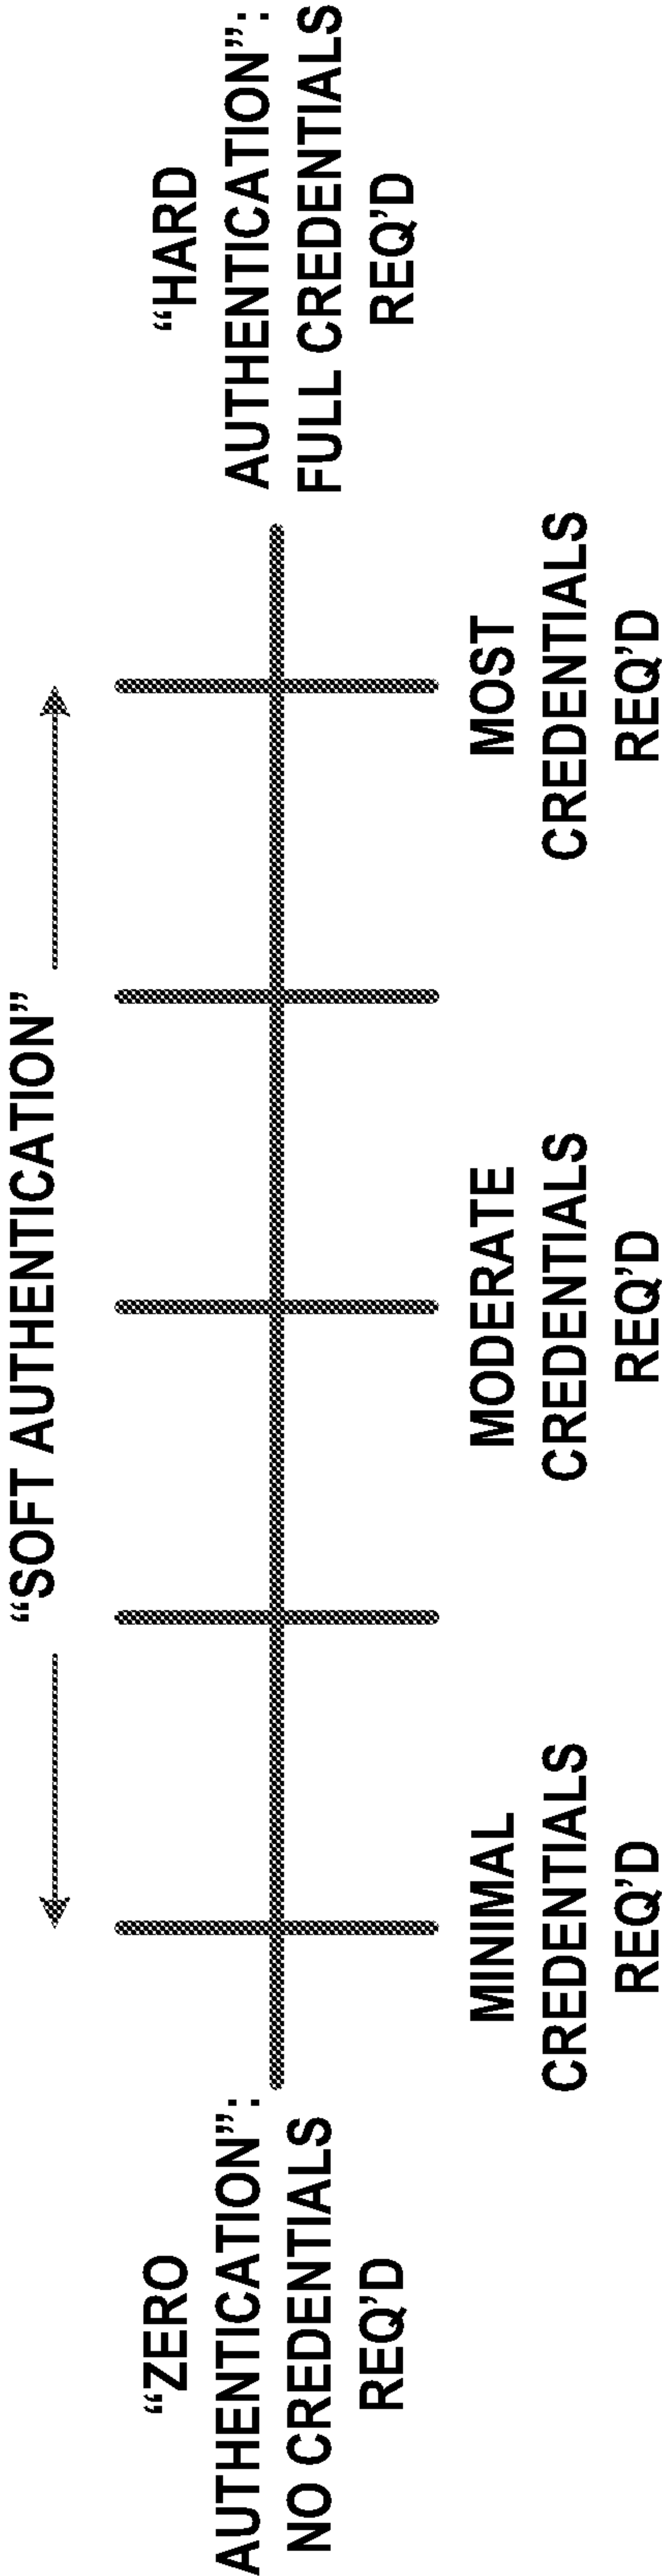 “SOFT AUTHENTICATION”
“ZERO
AUTHENTICATION”:
NO CREDENTIALS
REQ’D
“HARD
AUTHENTICATION”:
FULL CREDENTIALS
REQ’D
MINIMAL
CREDENTIALS
REQ’D
MODERATE
CREDENTIALS
REQ’D
MOST
CREDENTIALS
REQ’D